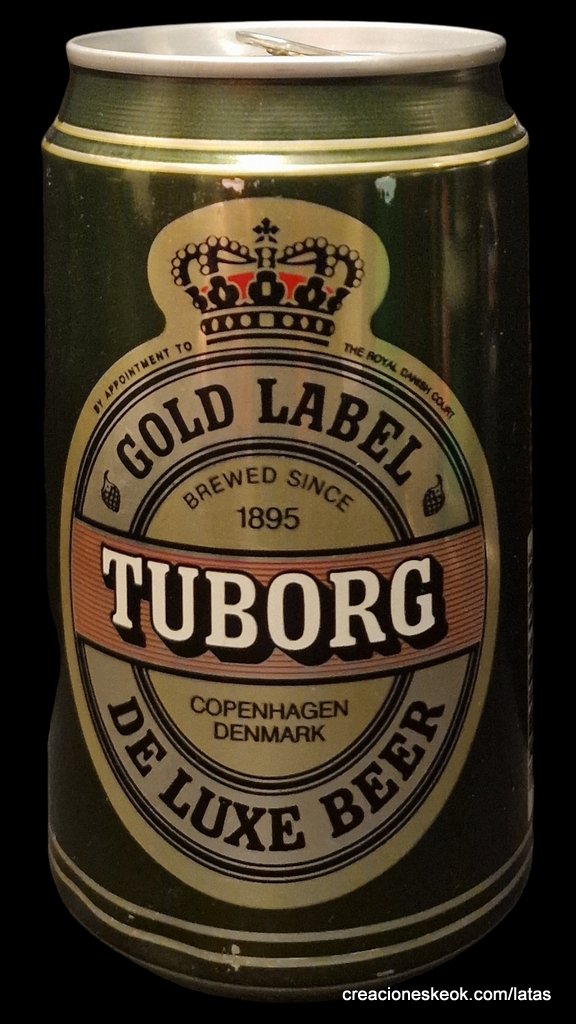 BY APPOINTMENT TO THE ROYAL DANISH COURT
GOLD LABEL
BREWED SINCE
1895
TUBORG
COPENHAGEN
DENMARK
DE LUXE BEER
creacioneskeok.com/latas